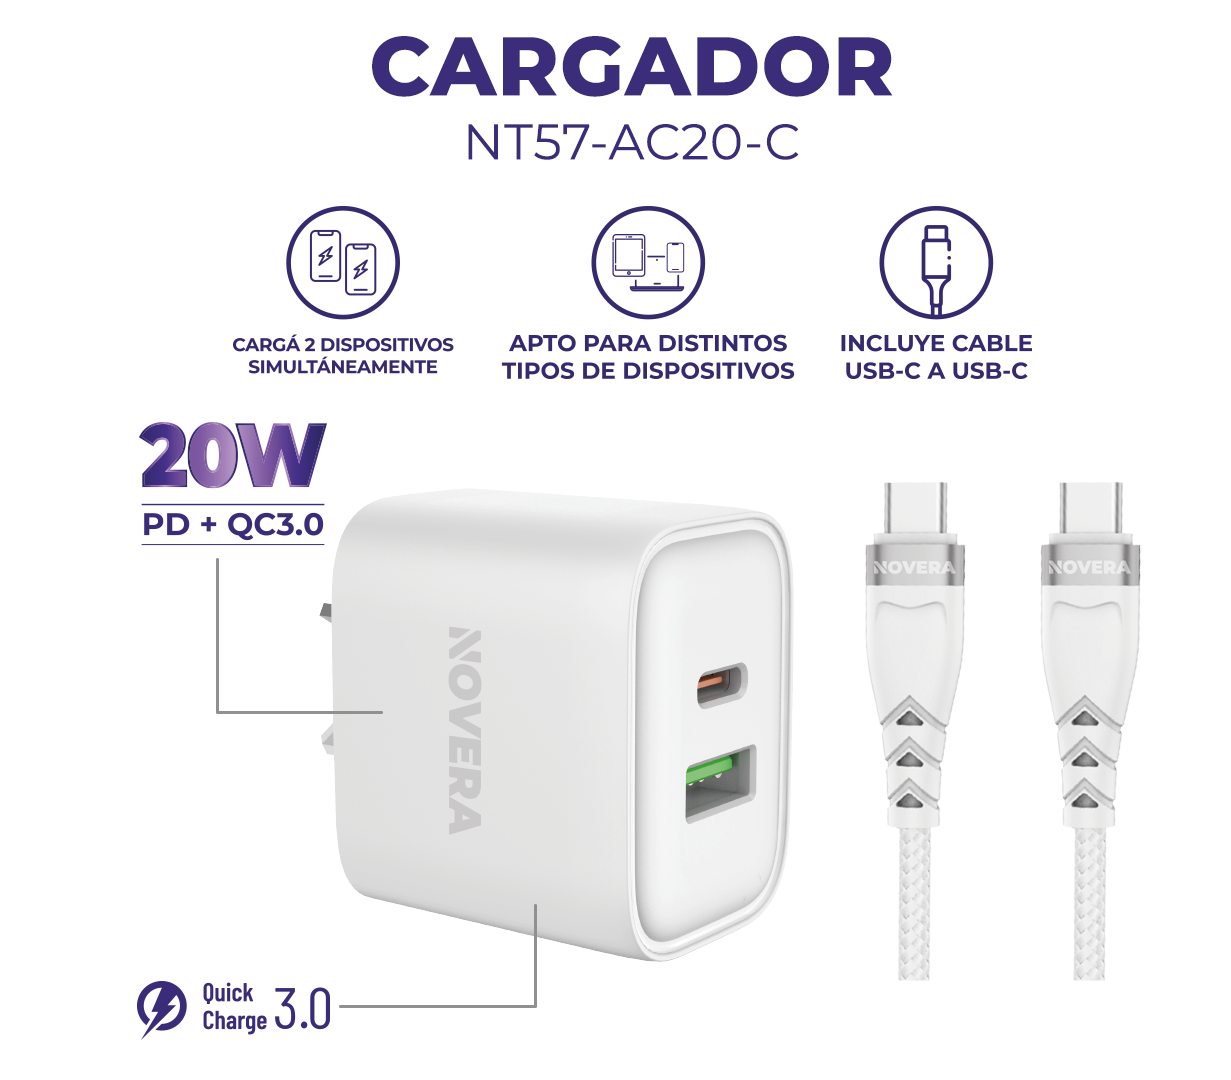 CARGADOR
NT57-AC20-C
CARGÁ 2 DISPOSITIVOS
SIMULTÁNEAMENTE
APTO PARA DISTINTOS
TIPOS DE DISPOSITIVOS
INCLUYE CABLE
USB-C A USB-C
20W
PD + QC3.0
NOVERA
NOVERA
NOVERA
Quick
Charge 3.0